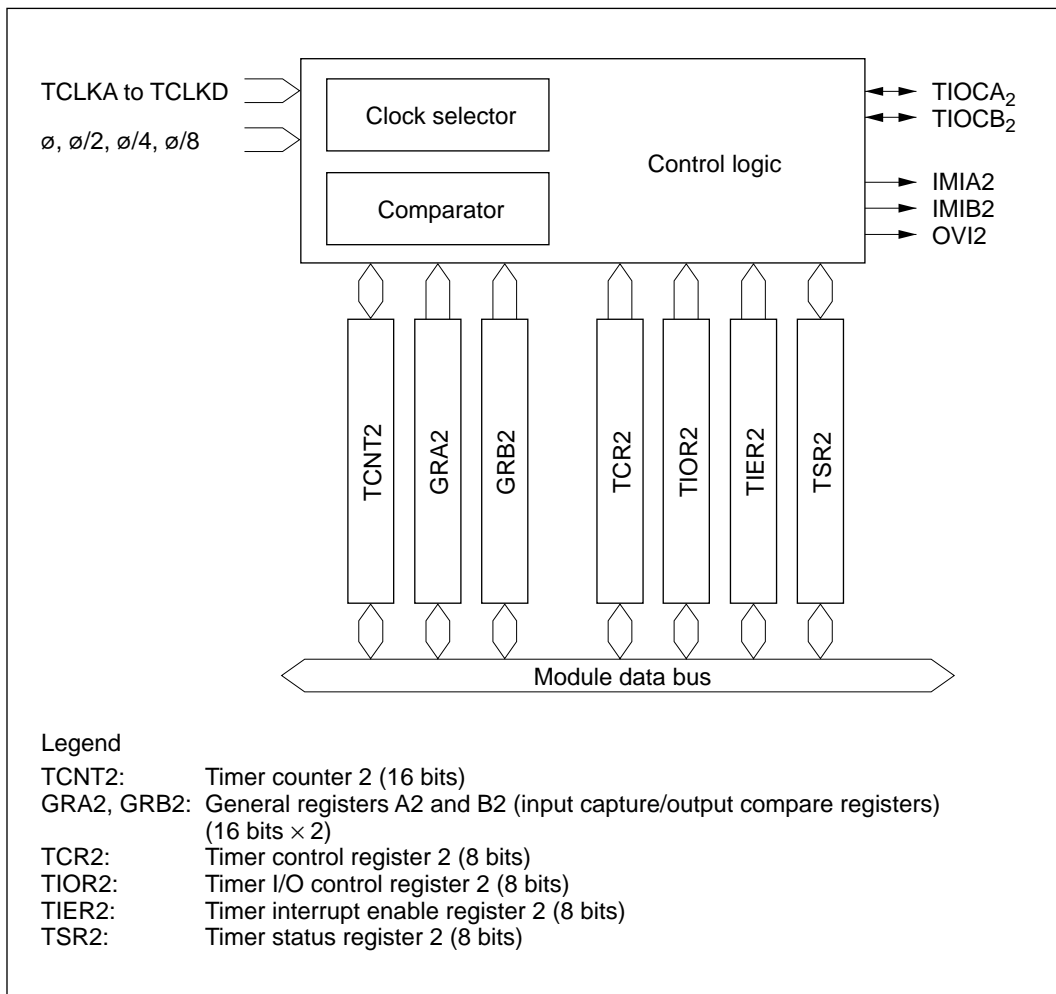 TCLKA to TCLKD
ø, ø/2, ø/4, ø/8
Clock selector
Comparator
Control logic
TIOCA₂
TIOCB₂
IMIA2
IMIB2
OVI2
TCNT2
GRA2
GRB2
TCR2
TIOR2
TIER2
TSR2
Module data bus
Legend
TCNT2: Timer counter 2 (16 bits)
GRA2, GRB2: General registers A2 and B2 (input capture/output compare registers)
(16 bits × 2)
TCR2: Timer control register 2 (8 bits)
TIOR2: Timer I/O control register 2 (8 bits)
TIER2: Timer interrupt enable register 2 (8 bits)
TSR2: Timer status register 2 (8 bits)